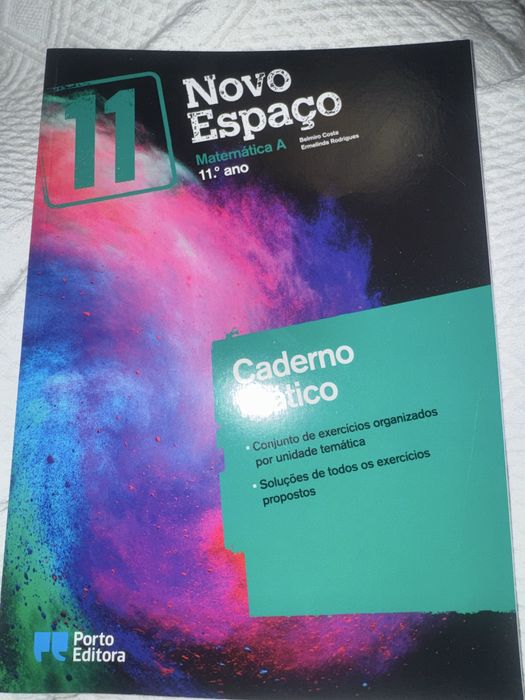 11
Novo
Espaço
Belmiro Costa
Ermelinda Rodrigues
Matemática A
11.º ano
Caderno
• Conjunto de exercícios organizados
por unidade temática
• Soluções de todos os exercícios
propostos
Porto
Editora